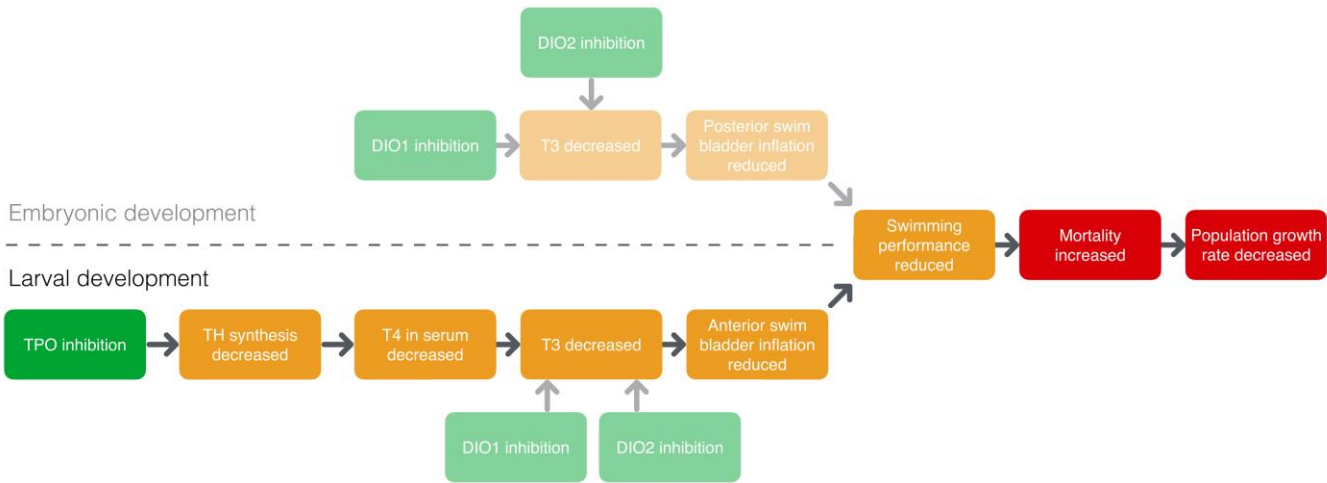 DIO2 inhibition
DIO1 inhibition
T3 decreased
Posterior swim
bladder inflation
reduced
Embryonic development
Swimming
performance
reduced
Mortality
increased
Population growth
rate decreased
Larval development
TPO inhibition
TH synthesis
decreased
T4 in serum
decreased
T3 decreased
Anterior swim
bladder inflation
reduced
DIO1 inhibition
DIO2 inhibition